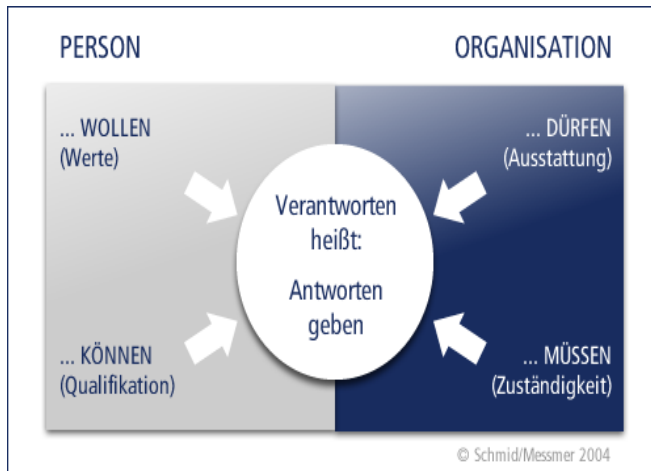 PERSON
ORGANISATION
... WOLLEN
(Werte)
... DÜRFEN
(Ausstattung)
Verantworten
heißt:
Antworten
geben
... KÖNNEN
(Qualifikation)
... MÜSSEN
(Zuständigkeit)
© Schmid/Messmer 2004